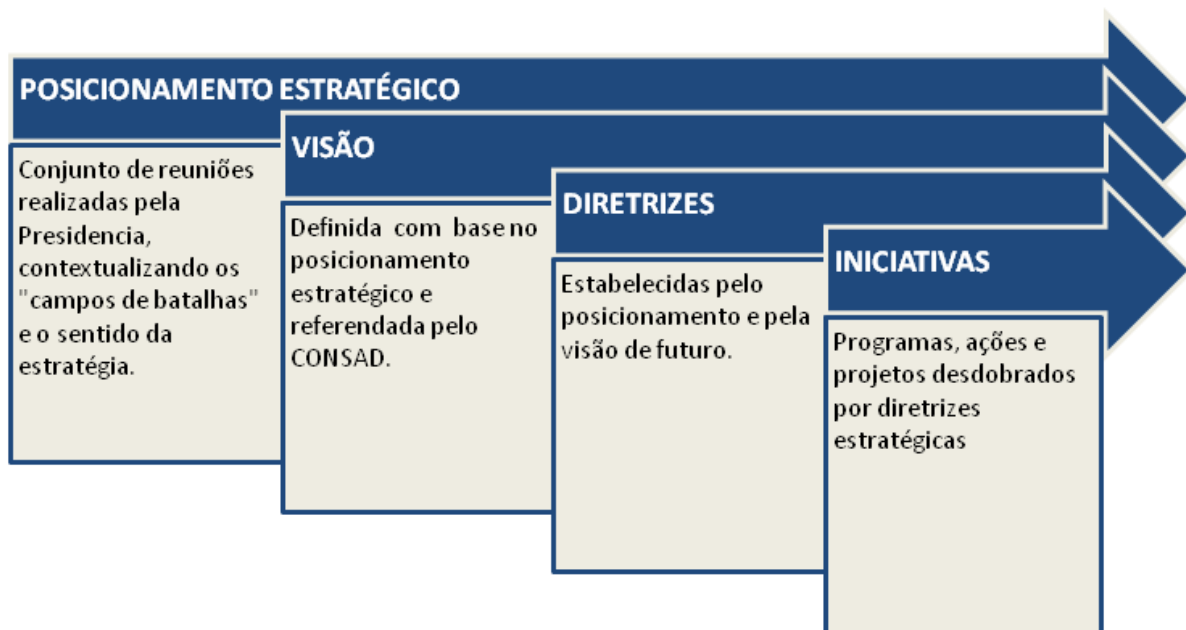 POSICIONAMENTO ESTRATÉGICO
Conjunto de reuniões
realizadas pela
Presidencia,
contextualizando os
"campos de batalhas"
e o sentido da
estratégia.
VISÃO
Definida com base no
posicionamento
estratégico e
referendada pelo
CONSAD.
DIRETRIZES
Estabelecidas pelo
posicionamento e pela
visão de futuro.
INICIATIVAS
Programas, ações e
projetos desdobrados
por diretrizes
estratégicas